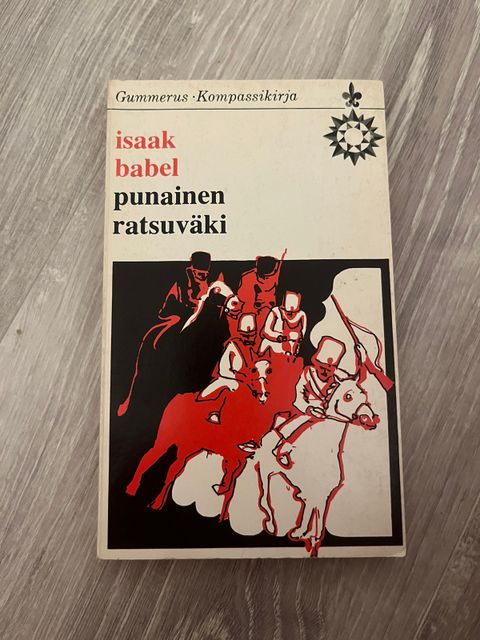 Gummerus · Kompassikirja
isaak
babel
punainen
ratsuväki